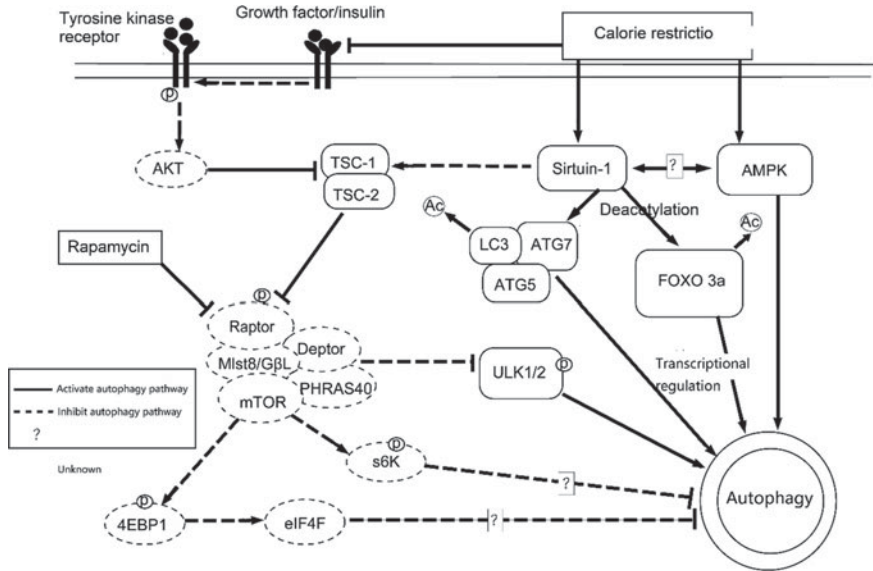 Tyrosine kinase
receptor
Growth factor/insulin
Calorie restrictio
p
AKT
TSC-1
TSC-2
Sirtuin-1
?
AMPK
Deacetylation
Ac
LC3
ATG7
ATG5
Ac
FOXO 3a
Rapamycin
p
Raptor
Deptor
Mlst8/GβL
PHRAS40
mTOR
ULK1/2
p
Transcriptional
regulation
Activate autophagy pathway
Inhibit autophagy pathway
?
Unknown
p
s6K
?
Autophagy
p
4EBP1
eIF4F
?